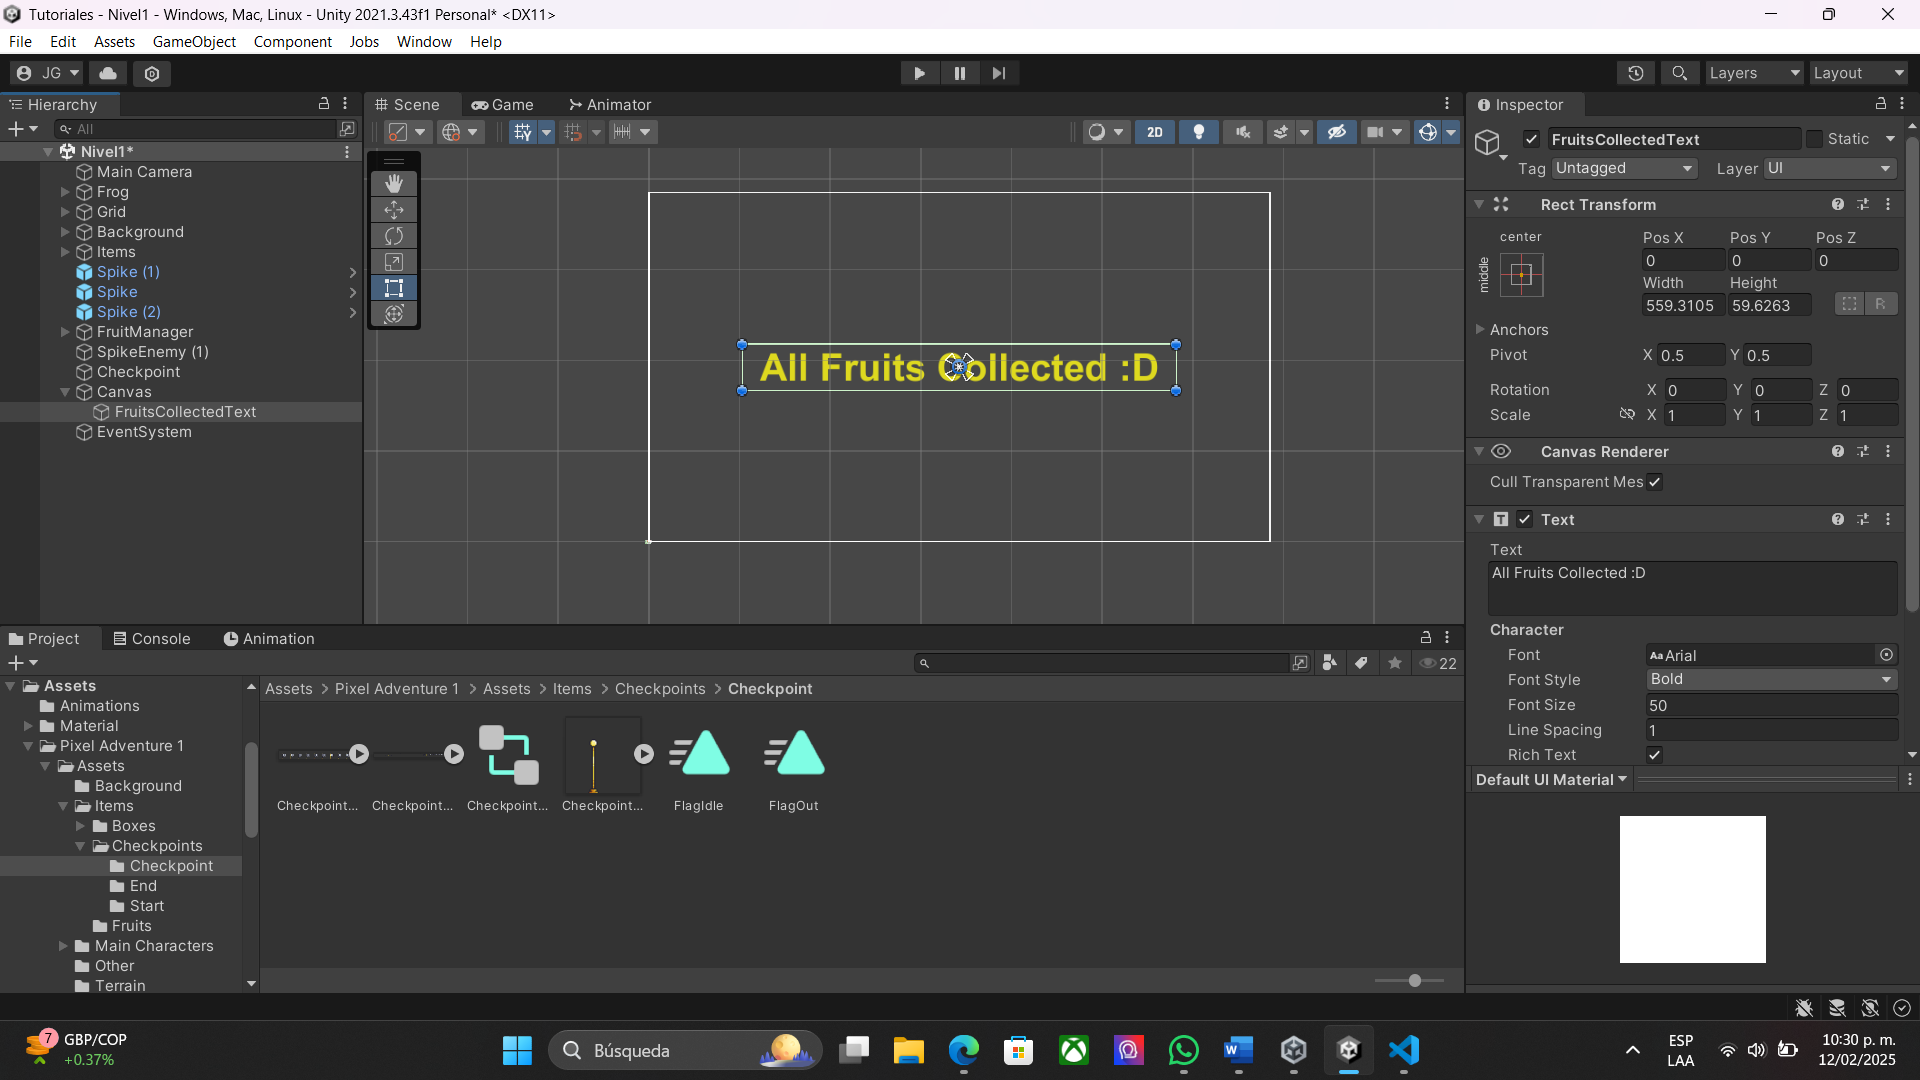 Tutoriales - Nivel1 - Windows, Mac, Linux - Unity 2021.3.43f1 Personal* <DX11>
File Edit Assets GameObject Component Jobs Window Help
JG
Layers Layout
Hierarchy
All
Nivel1*
Main Camera
Frog
Grid
Background
Items
Spike (1)
Spike
Spike (2)
FruitManager
SpikeEnemy (1)
Checkpoint
Canvas
FruitsCollectedText
EventSystem
Scene Game Animator
2D
All Fruits Collected :D
Inspector
FruitsCollectedText Static
Tag Untagged Layer UI
Rect Transform
center
middle
Pos X Pos Y Pos Z
0 0 0
Width Height
559.3105 59.6263 R
Anchors
Pivot X 0.5 Y 0.5
Rotation X 0 Y 0 Z 0
Scale X 1 Y 1 Z 1
Canvas Renderer
Cull Transparent Mes
Text
Text
All Fruits Collected :D
Character
Font Arial
Font Style Bold
Font Size 50
Line Spacing 1
Rich Text
Default UI Material
Project Console Animation
22
Assets
Animations
Material
Pixel Adventure 1
Assets
Background
Items
Boxes
Checkpoints
Checkpoint
End
Start
Fruits
Main Characters
Other
Terrain
Assets > Pixel Adventure 1 > Assets > Items > Checkpoints > Checkpoint
Checkpoint... Checkpoint... Checkpoint... Checkpoint... FlagIdle FlagOut
7
GBP/COP
+0.37%
Búsqueda
ESP
LAA
10:30 p. m.
12/02/2025